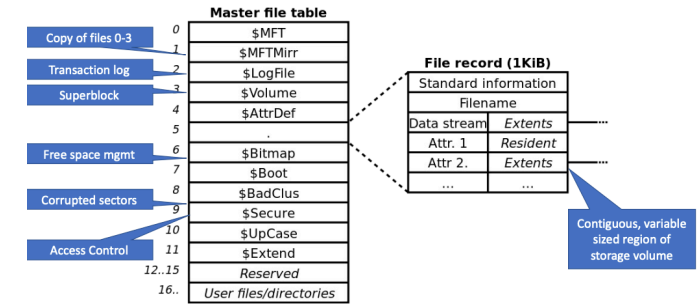 Master file table
0
$MFT
Copy of files 0-3
1
$MFTMirr
Transaction log
2
$LogFile
Superblock
3
$Volume
4
$AttrDef
5
.
Free space mgmt
6
$Bitmap
7
$Boot
Corrupted sectors
8
$BadClus
9
$Secure
10
$UpCase
Access Control
11
$Extend
12..15
Reserved
16..
User files/directories
File record (1KiB)
Standard information
Filename
Data stream Extents
Attr. 1 Resident
Attr 2. Extents
... ...
Contiguous, variable
sized region of
storage volume